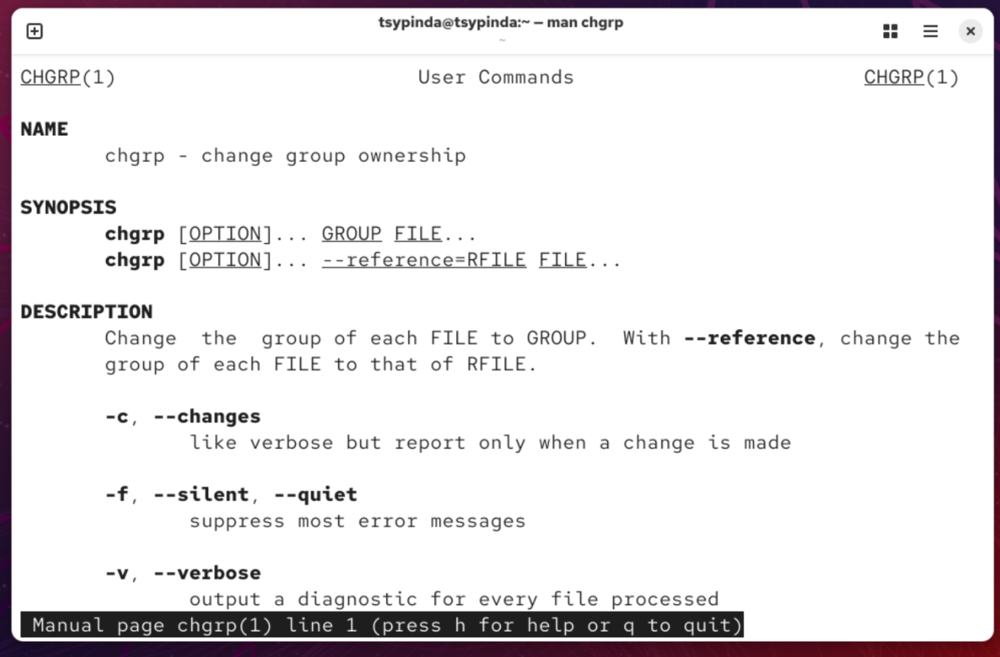 tsypinda@tsypinda:~ — man chgrp
~
CHGRP(1) User Commands CHGRP(1)
NAME
chgrp - change group ownership
SYNOPSIS
chgrp [OPTION]... GROUP FILE...
chgrp [OPTION]... --reference=RFILE FILE...
DESCRIPTION
Change the group of each FILE to GROUP. With --reference, change the
group of each FILE to that of RFILE.
-c, --changes
like verbose but report only when a change is made
-f, --silent, --quiet
suppress most error messages
-v, --verbose
output a diagnostic for every file processed
Manual page chgrp(1) line 1 (press h for help or q to quit)